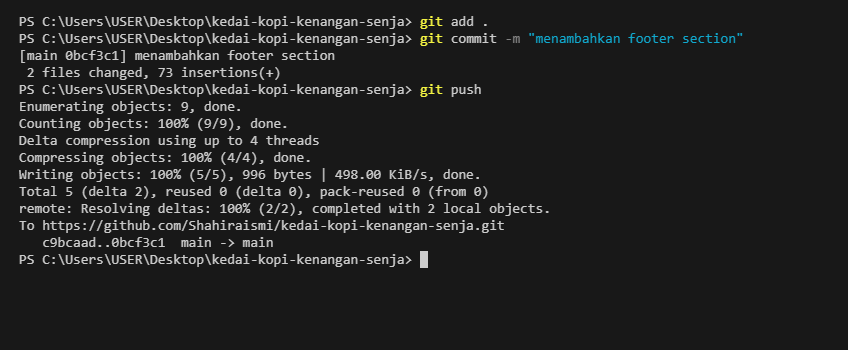 PS C:\Users\USER\Desktop\kedai-kopi-kenangan-senja> git add .
PS C:\Users\USER\Desktop\kedai-kopi-kenangan-senja> git commit -m "menambahkan footer section"
[main 0bcf3c1] menambahkan footer section
 2 files changed, 73 insertions(+)
PS C:\Users\USER\Desktop\kedai-kopi-kenangan-senja> git push
Enumerating objects: 9, done.
Counting objects: 100% (9/9), done.
Delta compression using up to 4 threads
Compressing objects: 100% (4/4), done.
Writing objects: 100% (5/5), 996 bytes | 498.00 KiB/s, done.
Total 5 (delta 2), reused 0 (delta 0), pack-reused 0 (from 0)
remote: Resolving deltas: 100% (2/2), completed with 2 local objects.
To https://github.com/Shahiraismi/kedai-kopi-kenangan-senja.git
   c9bcaad..0bcf3c1  main -> main
PS C:\Users\USER\Desktop\kedai-kopi-kenangan-senja>